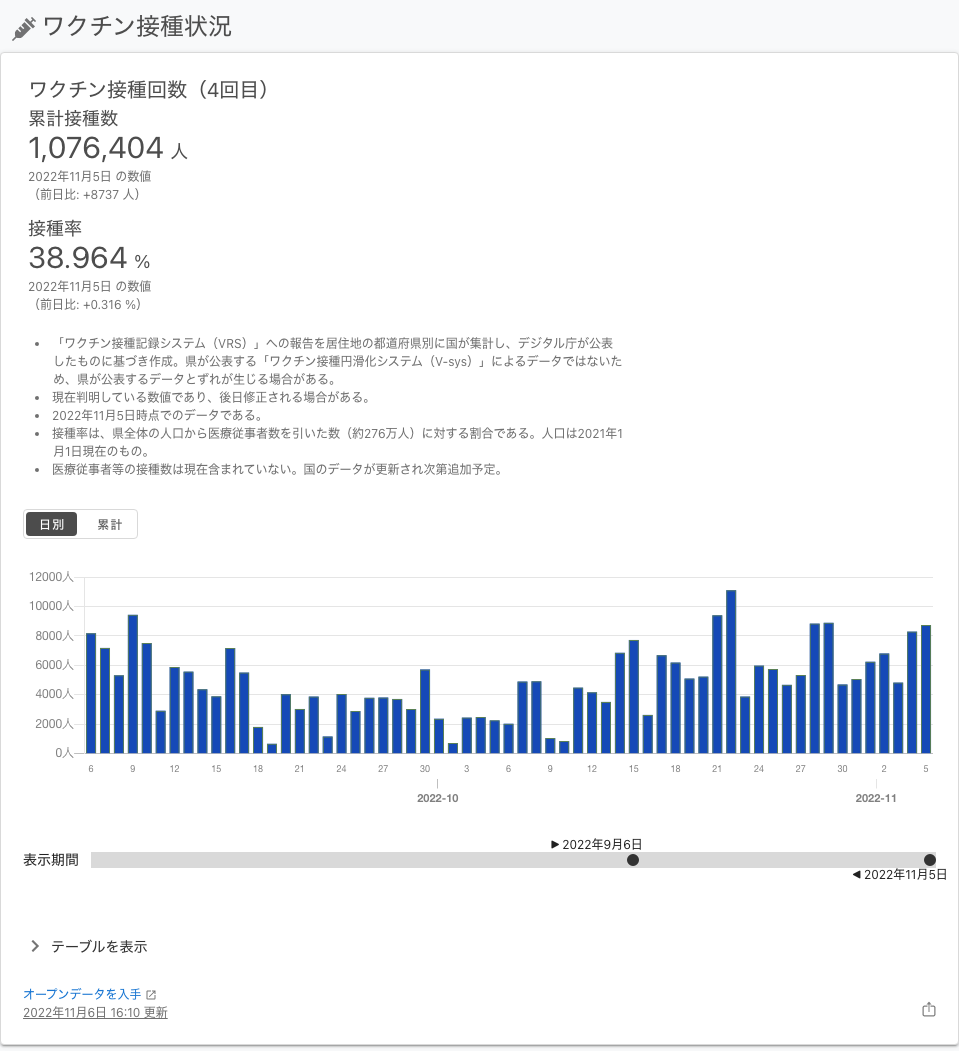 ワクチン接種状況
ワクチン接種回数（4回目）
累計接種数
1,076,404 人
2022年11月5日 の数値
（前日比: +8737 人）
接種率
38.964 %
2022年11月5日 の数値
（前日比: +0.316 %）
• 「ワクチン接種記録システム（VRS）」への報告を居住地の都道府県別に国が集計し、デジタル庁が公表
したものに基づき作成。県が公表する「ワクチン接種円滑化システム（V-sys）」によるデータではないた
め、県が公表するデータとずれが生じる場合がある。
• 現在判明している数値であり、後日修正される場合がある。
• 2022年11月5日時点でのデータである。
• 接種率は、県全体の人口から医療従事者数を引いた数（約276万人）に対する割合である。人口は2021年1
月1日現在のもの。
• 医療従事者等の接種数は現在含まれていない。国のデータが更新され次第追加予定。
日別 累計
12000人
10000人
8000人
6000人
4000人
2000人
0人
6 9 12 15 18 21 24 27 30 3 6 9 12 15 18 21 24 27 30 2 5
2022-10 2022-11
▶ 2022年9月6日
表示期間
◀ 2022年11月5日
テーブルを表示
オープンデータを入手
2022年11月6日 16:10 更新